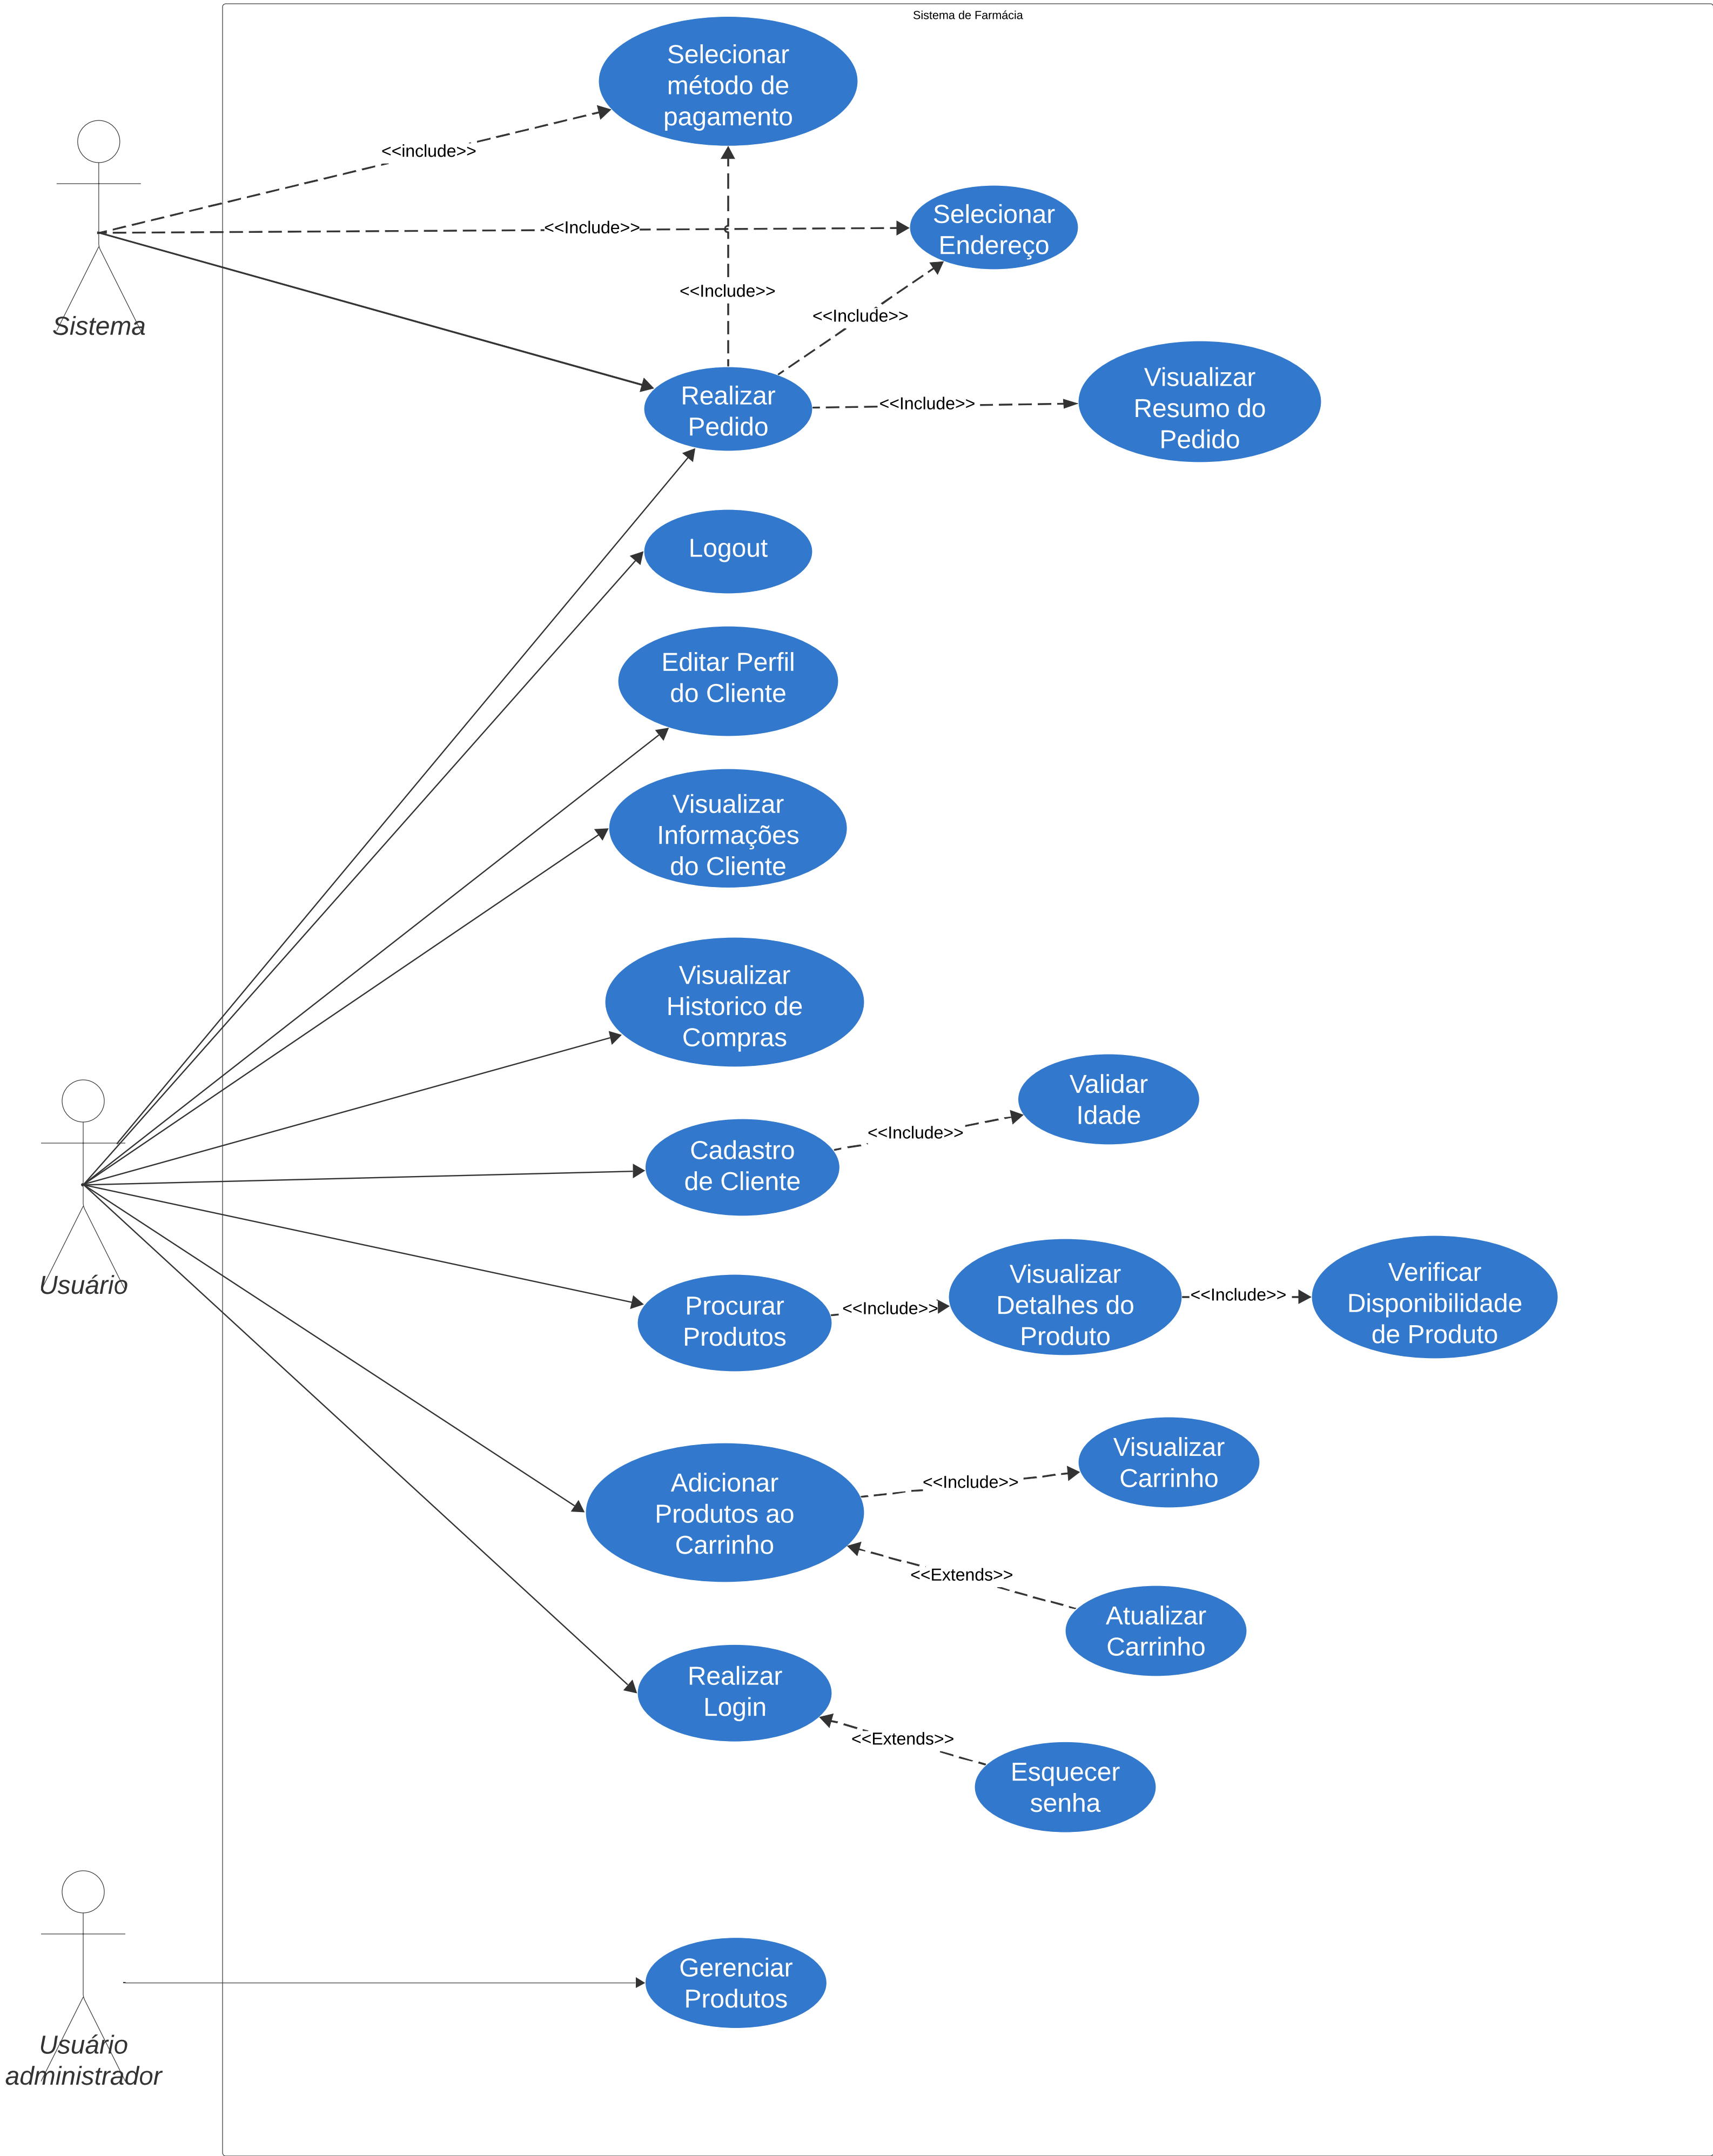 Sistema de Farmácia
Selecionar
método de
pagamento
<<include>>
Selecionar
Endereço
<<Include>>
<<Include>>
<<Include>>
Sistema
Realizar
Pedido
<<Include>>
Visualizar
Resumo do
Pedido
Logout
Editar Perfil
do Cliente
Visualizar
Informações
do Cliente
Visualizar
Historico de
Compras
Validar
Idade
<<Include>>
Cadastro
de Cliente
Usuário
Procurar
Produtos
<<Include>>
Visualizar
Detalhes do
Produto
<<Include>>
Verificar
Disponibilidade
de Produto
Adicionar
Produtos ao
Carrinho
<<Include>>
Visualizar
Carrinho
<<Extends>>
Atualizar
Carrinho
Realizar
Login
<<Extends>>
Esquecer
senha
Gerenciar
Produtos
Usuário
administrador